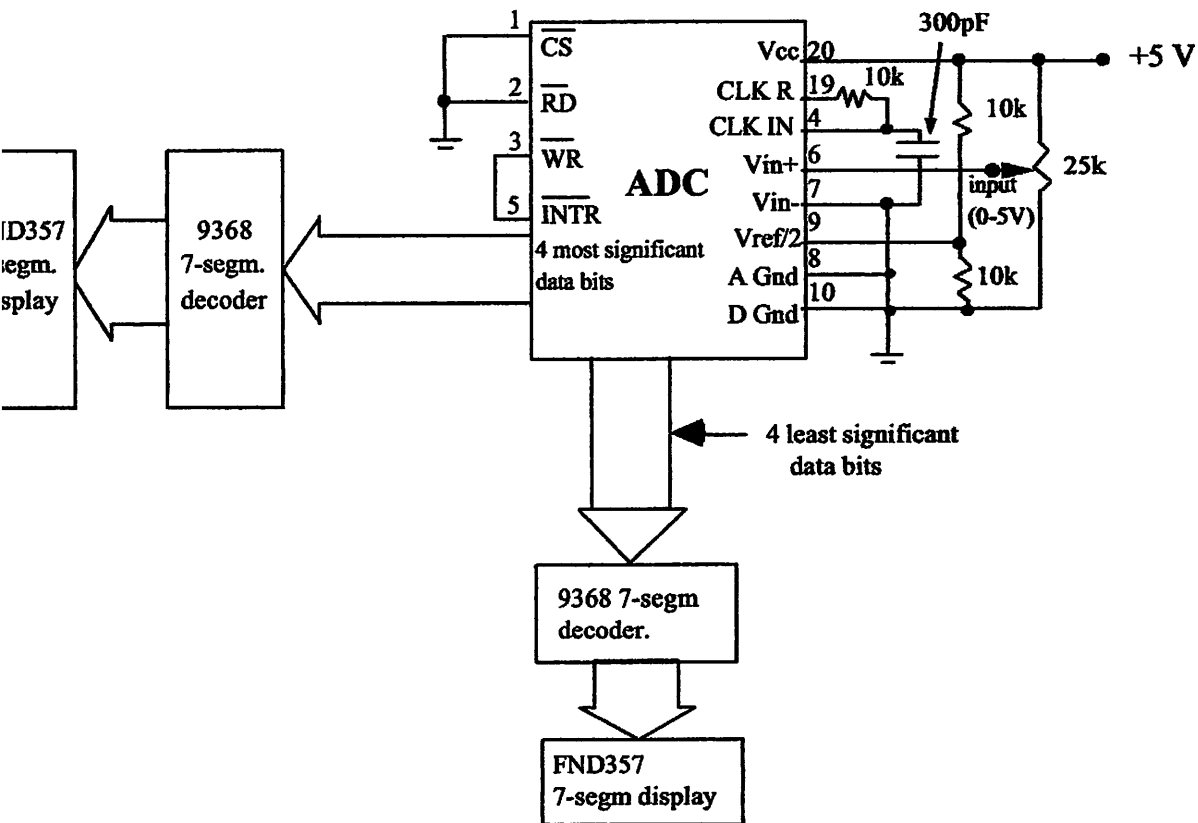 300pF
1
CS
Vcc
20
+5 V
2
RD
CLK R
19
10k
10k
CLK IN
4
3
WR
ADC
Vin+
6
input
(0-5V)
25k
Vin-
7
5
INTR
9
Vref/2
4 most significant
data bits
8
A Gnd
10k
10
D Gnd
9368
7-segm.
decoder
4 least significant
data bits
9368 7-segm
decoder.
FND357
7-segm display